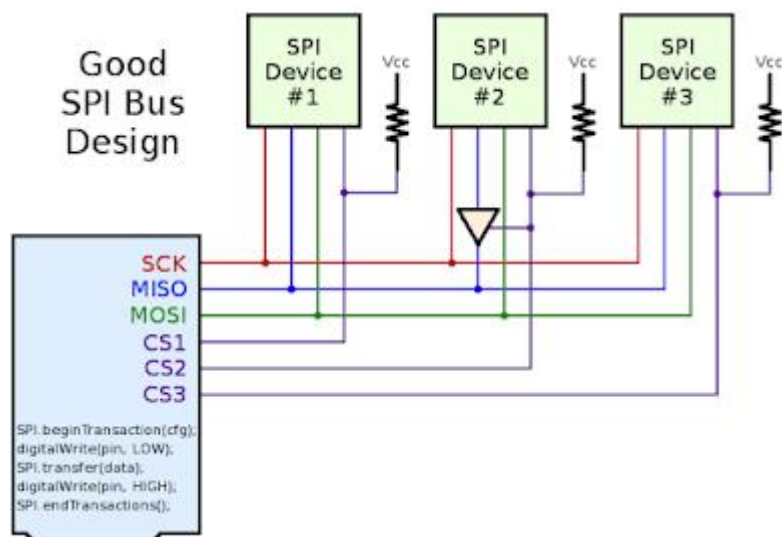 Good
SPI Bus
Design
SPI
Device
#1
Vcc
SPI
Device
#2
Vcc
SPI
Device
#3
Vcc
SCK
MISO
MOSI
CS1
CS2
CS3
SPI.beginTransaction(cfg);
digitalWrite(pin, LOW);
SPI.transfer(data);
digitalWrite(pin, HIGH);
SPI.endTransactions();